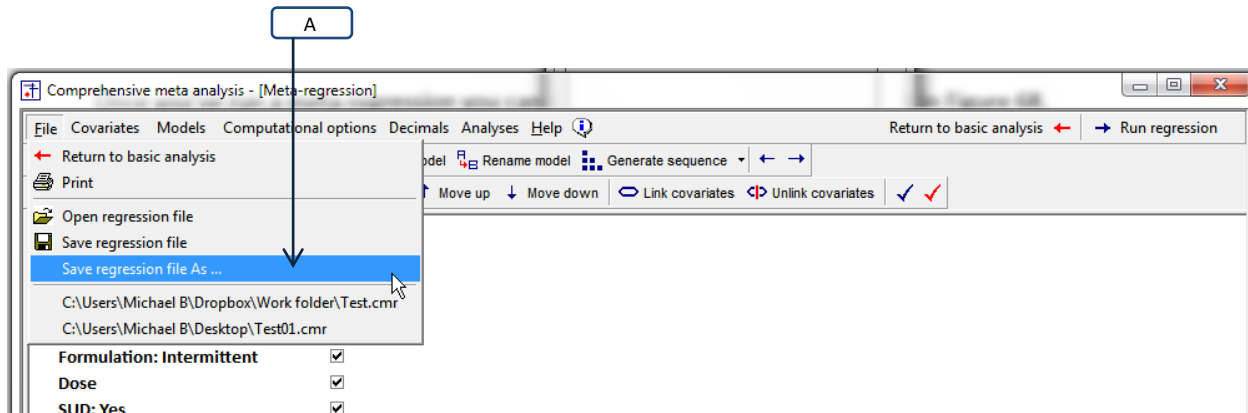 A
Comprehensive meta analysis - [Meta-regression]
File Covariates Models Computational options Decimals Analyses Help Return to basic analysis Run regression
Return to basic analysis
odel Rename model Generate sequence
Print
Move up Move down Link covariates Unlink covariates
Open regression file
Save regression file
Save regression file As ...
C:\Users\Michael B\Dropbox\Work folder\Test.cmr
C:\Users\Michael B\Desktop\Test01.cmr
Formulation: Intermittent
Dose
SUD: Yes